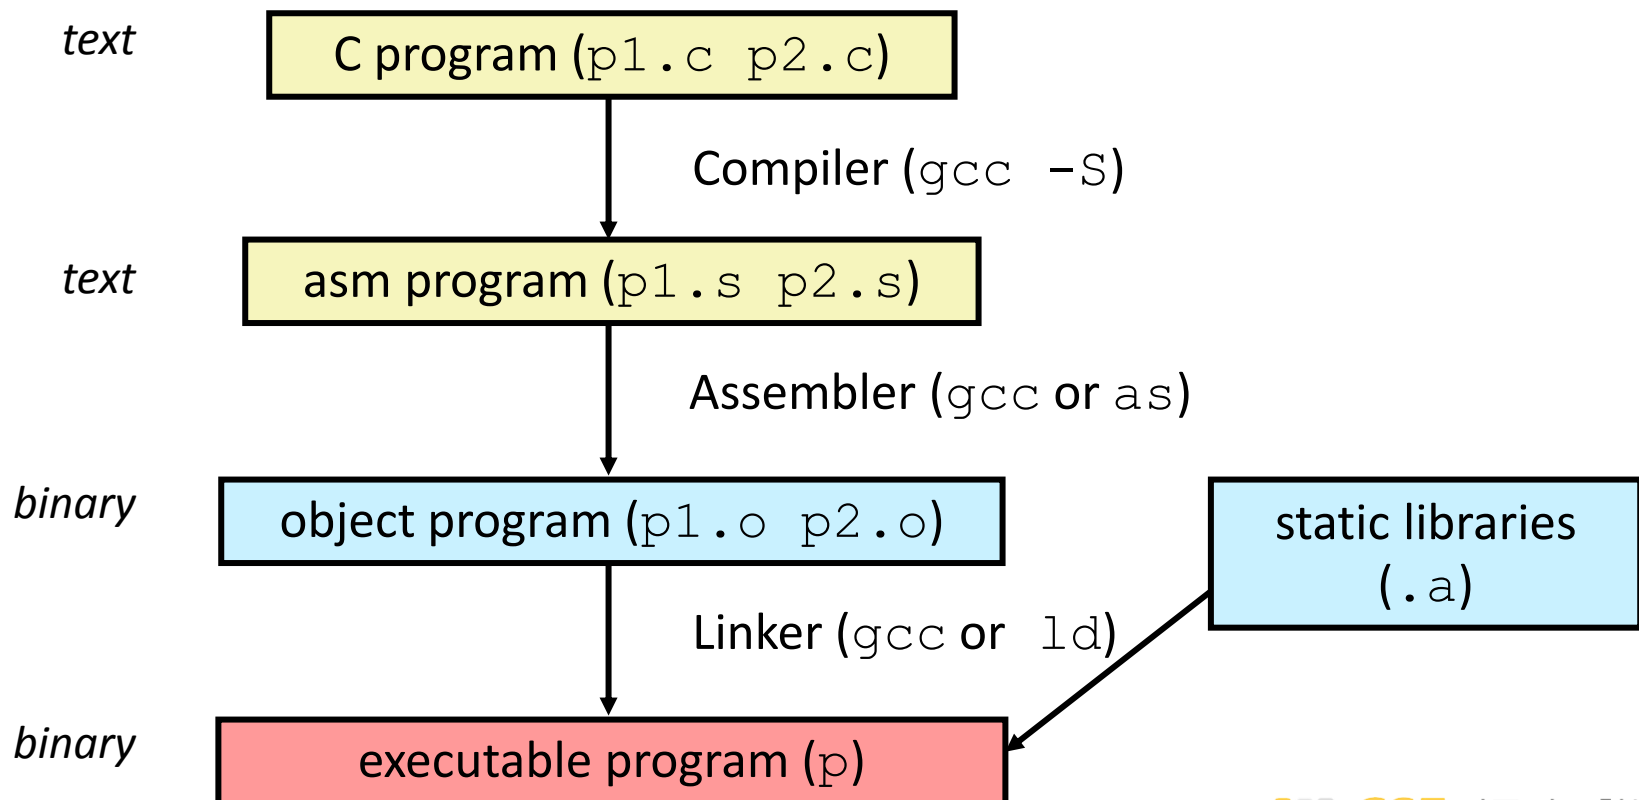 text
C program (p1.c p2.c)
Compiler (gcc -S)
text
asm program (p1.s p2.s)
Assembler (gcc or as)
binary
object program (p1.o p2.o)
static libraries
(.a)
Linker (gcc or ld)
binary
executable program (p)